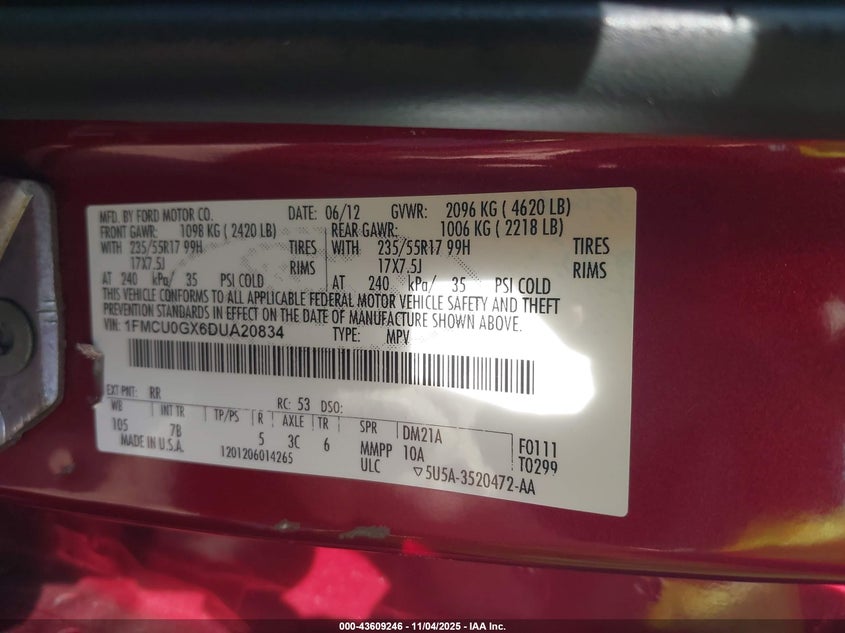 MFD. BY FORD MOTOR CO. DATE: 06/12 GVWR: 2096 KG ( 4620 LB)
FRONT GAWR: 1098 KG ( 2420 LB) REAR GAWR: 1006 KG ( 2218 LB)
WITH 235/55R17 99H TIRES WITH 235/55R17 99H TIRES
17X7.5J RIMS 17X7.5J RIMS
AT 240 kPa/ 35 PSI COLD AT 240 kPa/ 35 PSI COLD
THIS VEHICLE CONFORMS TO ALL APPLICABLE FEDERAL MOTOR VEHICLE SAFETY AND THEFT
PREVENTION STANDARDS IN EFFECT ON THE DATE OF MANUFACTURE SHOWN ABOVE.
VIN: 1FMCU0GX6DUA20834 TYPE: MPV
EXT PNT: RR RC: 53 DSO:
WB INT TR TP/PS R AXLE TR SPR DM21A F0111
105 7B 5 3C 6 MMPP 10A T0299
MADE IN U.S.A. 1201206014265 ULC ▽5U5A-3520472-AA
000-43609246 - 11/04/2025 - IAA Inc.